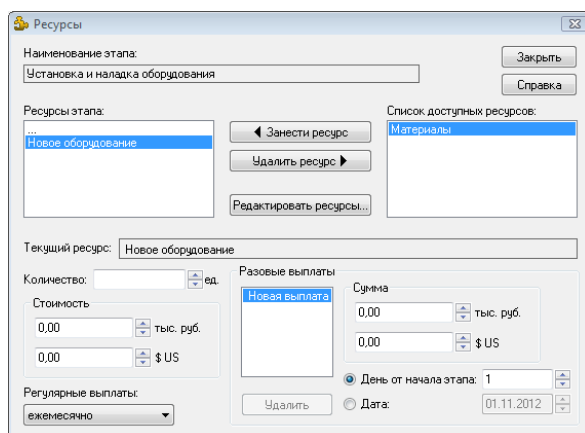 Ресурсы
Наименование этапа:
Закрыть
Установка и наладка оборудования
Справка
Ресурсы этапа:
Список доступных ресурсов:
...
Занести ресурс
Материалы
Новое оборудование
Удалить ресурс
Редактировать ресурсы...
Текущий ресурс: Новое оборудование
Количество: ед.
Разовые выплаты
Новая выплата
Сумма
Стоимость
0,00 тыс. руб.
0,00 тыс. руб.
0,00 $ US
0,00 $ US
День от начала этапа: 1
Регулярные выплаты:
Удалить
Дата: 01.11.2012
ежемесячно